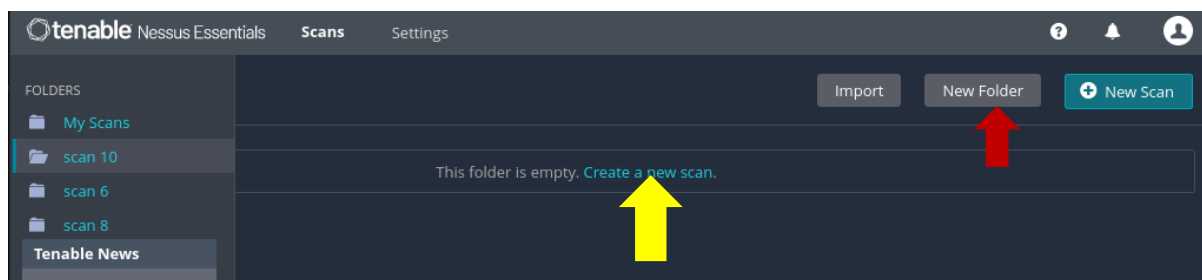 tenable Nessus Essentials Scans Settings
FOLDERS
My Scans
scan 10
scan 6
scan 8
Tenable News
Import New Folder New Scan
This folder is empty. Create a new scan.